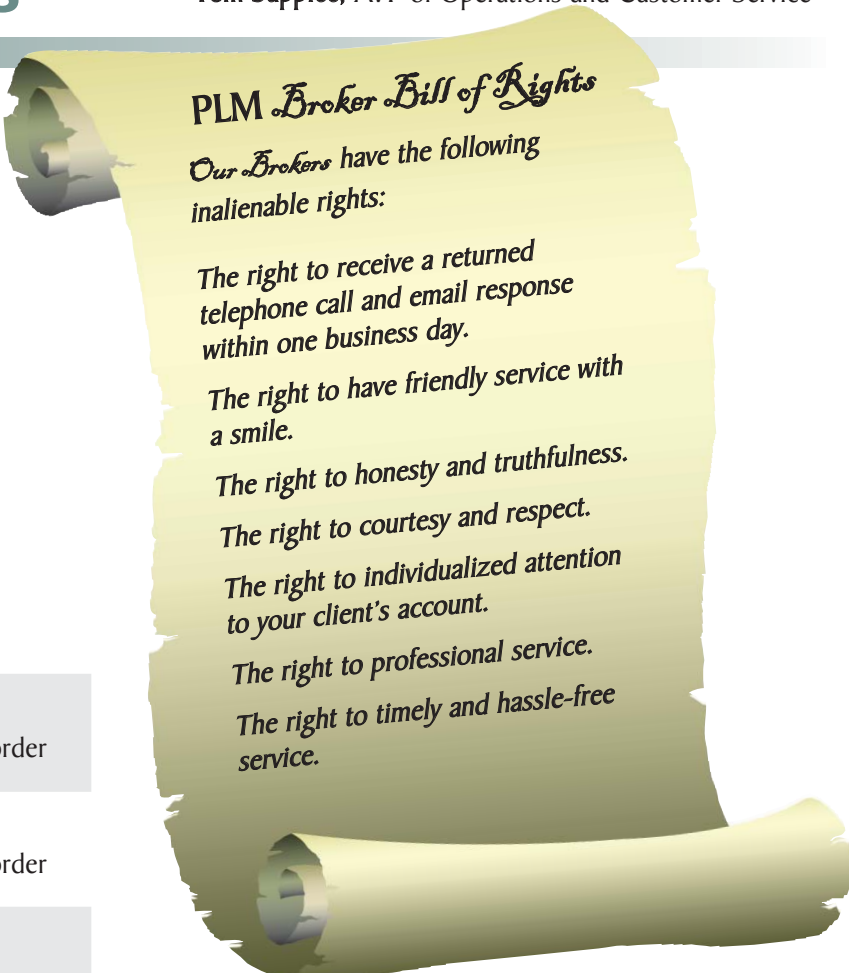 Operations and Customer Service
PLM Broker Bill of Rights
Our Brokers have the following
inalienable rights:
The right to receive a returned
telephone call and email response
within one business day.
The right to have friendly service with
a smile.
The right to honesty and truthfulness.
The right to courtesy and respect.
The right to individualized attention
to your client's account.
The right to professional service.
The right to timely and hassle-free
service.
order
order